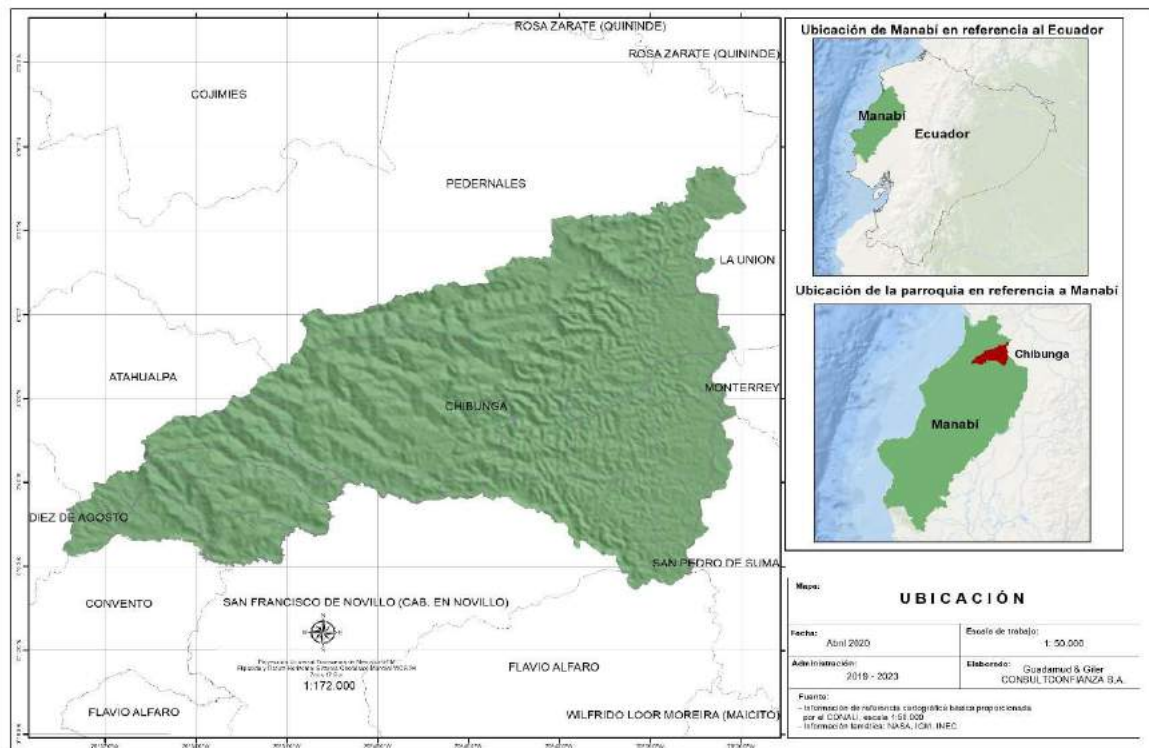 ROSA ZARATE (QUININDE)
ROSA ZARATE (QUININDE)
COJIMIES
PEDERNALES
LA UNION
ATAHUALPA
MONTERREY
CHIBUNGA
DIEZ DE AGOSTO
SAN PEDRO DE SUMA
CONVENTO
SAN FRANCISCO DE NOVILLO (CAB. EN NOVILLO)
N
1:172.000
FLAVIO ALFARO
FLAVIO ALFARO
WILFRIDO LOOR MOREIRA (MAICITO)
Ubicación de Manabí en referencia al Ecuador
Manabí
Ecuador
Ubicación de la parroquia en referencia a Manabí
Chibunga
Manabí
Mapa:
UBICACIÓN
Fecha:
Abril 2020
Escala de trabajo:
1: 50.000
Administración:
2019 - 2023
Elaborado:
Guadamud & Giler
CONSULTCONFIANZA S.A.
Fuente:
- Información de referencia cartográfica básica proporcionada
por el CONALI, escala 1:50.000
- Información temática: NASA, IGM, INEC